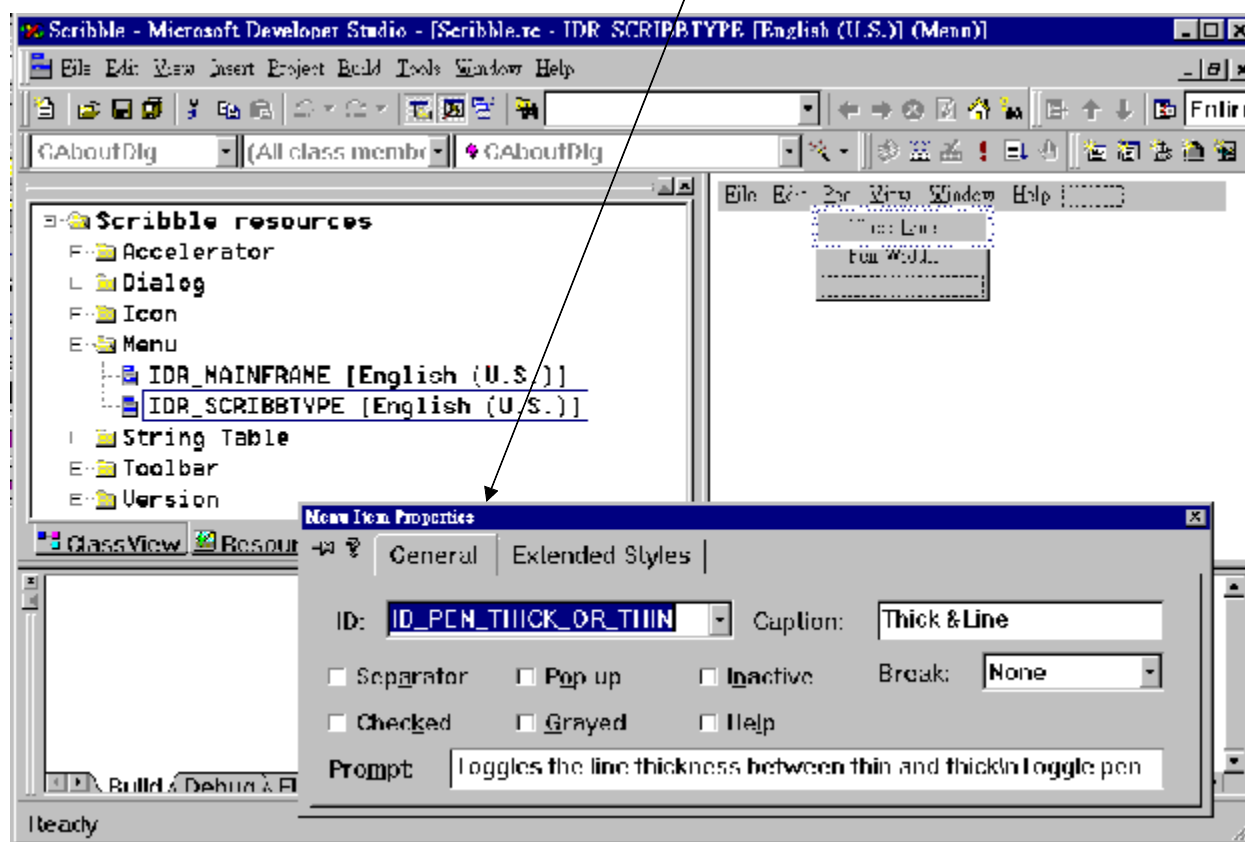 Scribble - Microsoft Developer Studio - [Scribble.rc - IDR_SCRIBBTYPE [English (U.S.)] (Menu)]
File Edit View Insert Project Build Tools Window Help
CAboutDlg (All class membe CAboutDlg
File Edit Pen View Window Help
Thick Line
Pen Width...
Scribble resources
Accelerator
Dialog
Icon
Menu
IDR_MAINFRAME [English (U.S.)]
IDR_SCRIBBTYPE [English (U.S.)]
String Table
Toolbar
Version
ClassView Resour
Menu Item Properties
General Extended Styles
ID: ID_PEN_THICK_OR_THIN Caption: Thick &Line
Separator Pop-up Inactive Break: None
Checked Grayed Help
Prompt: Toggles the line thickness between thin and thick\nToggle pen
Build Debug
Ready